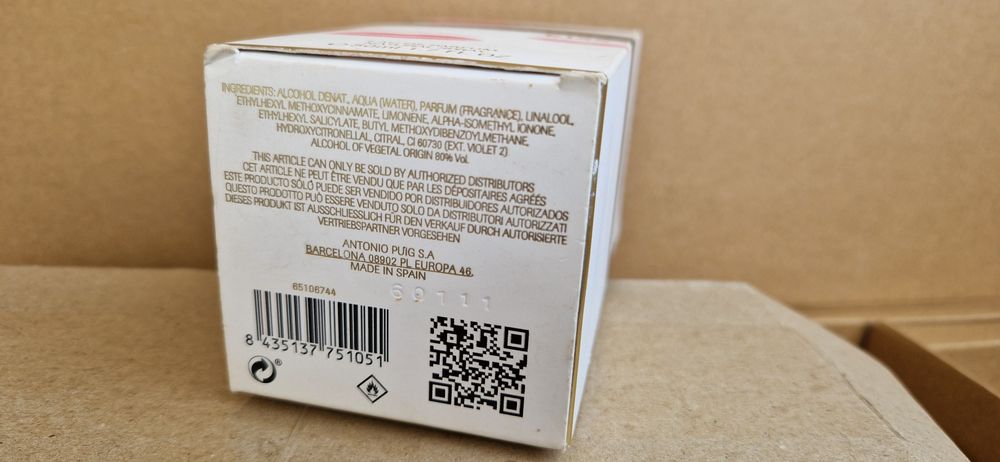 INGREDIENTS: ALCOHOL DENAT., AQUA (WATER), PARFUM (FRAGRANCE), LINALOOL,
ETHYLHEXYL METHOXYCINNAMATE, LIMONENE, ALPHA-ISOMETHYL IONONE,
ETHYLHEXYL SALICYLATE, BUTYL METHOXYDIBENZOYLMETHANE,
HYDROXYCITRONELLAL, CITRAL, CI 60730 (EXT. VIOLET 2)
ALCOHOL OF VEGETAL ORIGIN 80% Vol.
THIS ARTICLE CAN ONLY BE SOLD BY AUTHORIZED DISTRIBUTORS
CET ARTICLE NE PEUT ÊTRE VENDU QUE PAR LES DÉPOSITAIRES AGRÉÉS
ESTE PRODUCTO SÓLO PUEDE SER VENDIDO POR DISTRIBUIDORES AUTORIZADOS
QUESTO PRODOTTO PUÒ ESSERE VENDUTO SOLO DA DISTRIBUTORI AUTORIZZATI
DIESES PRODUKT IST AUSSCHLIESSLICH FÜR DEN VERKAUF DURCH AUTORISIERTE
VERTRIEBSPARTNER VORGESEHEN
ANTONIO PUIG S.A
BARCELONA 08902 PL EUROPA 46,
MADE IN SPAIN
65106744
60111
8 435137 751051
®